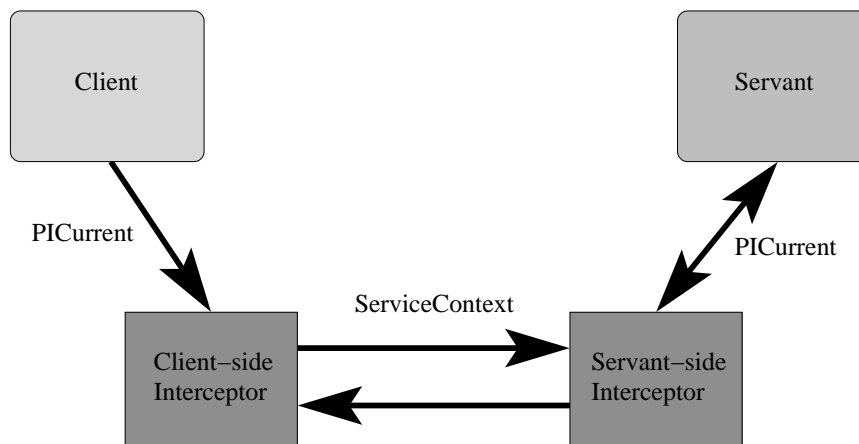 Client
Servant
PICurrent
PICurrent
ServiceContext
Client−side
Interceptor
Servant−side
Interceptor